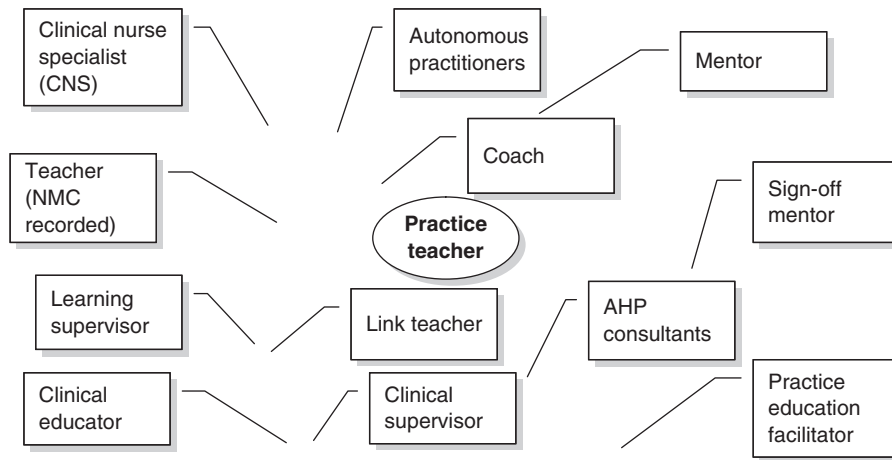 Clinical nurse
specialist
(CNS)
Autonomous
practitioners
Mentor
Coach
Teacher
(NMC
recorded)
Sign-off
mentor
Practice
teacher
Learning
supervisor
Link teacher
AHP
consultants
Clinical
educator
Clinical
supervisor
Practice
education
facilitator